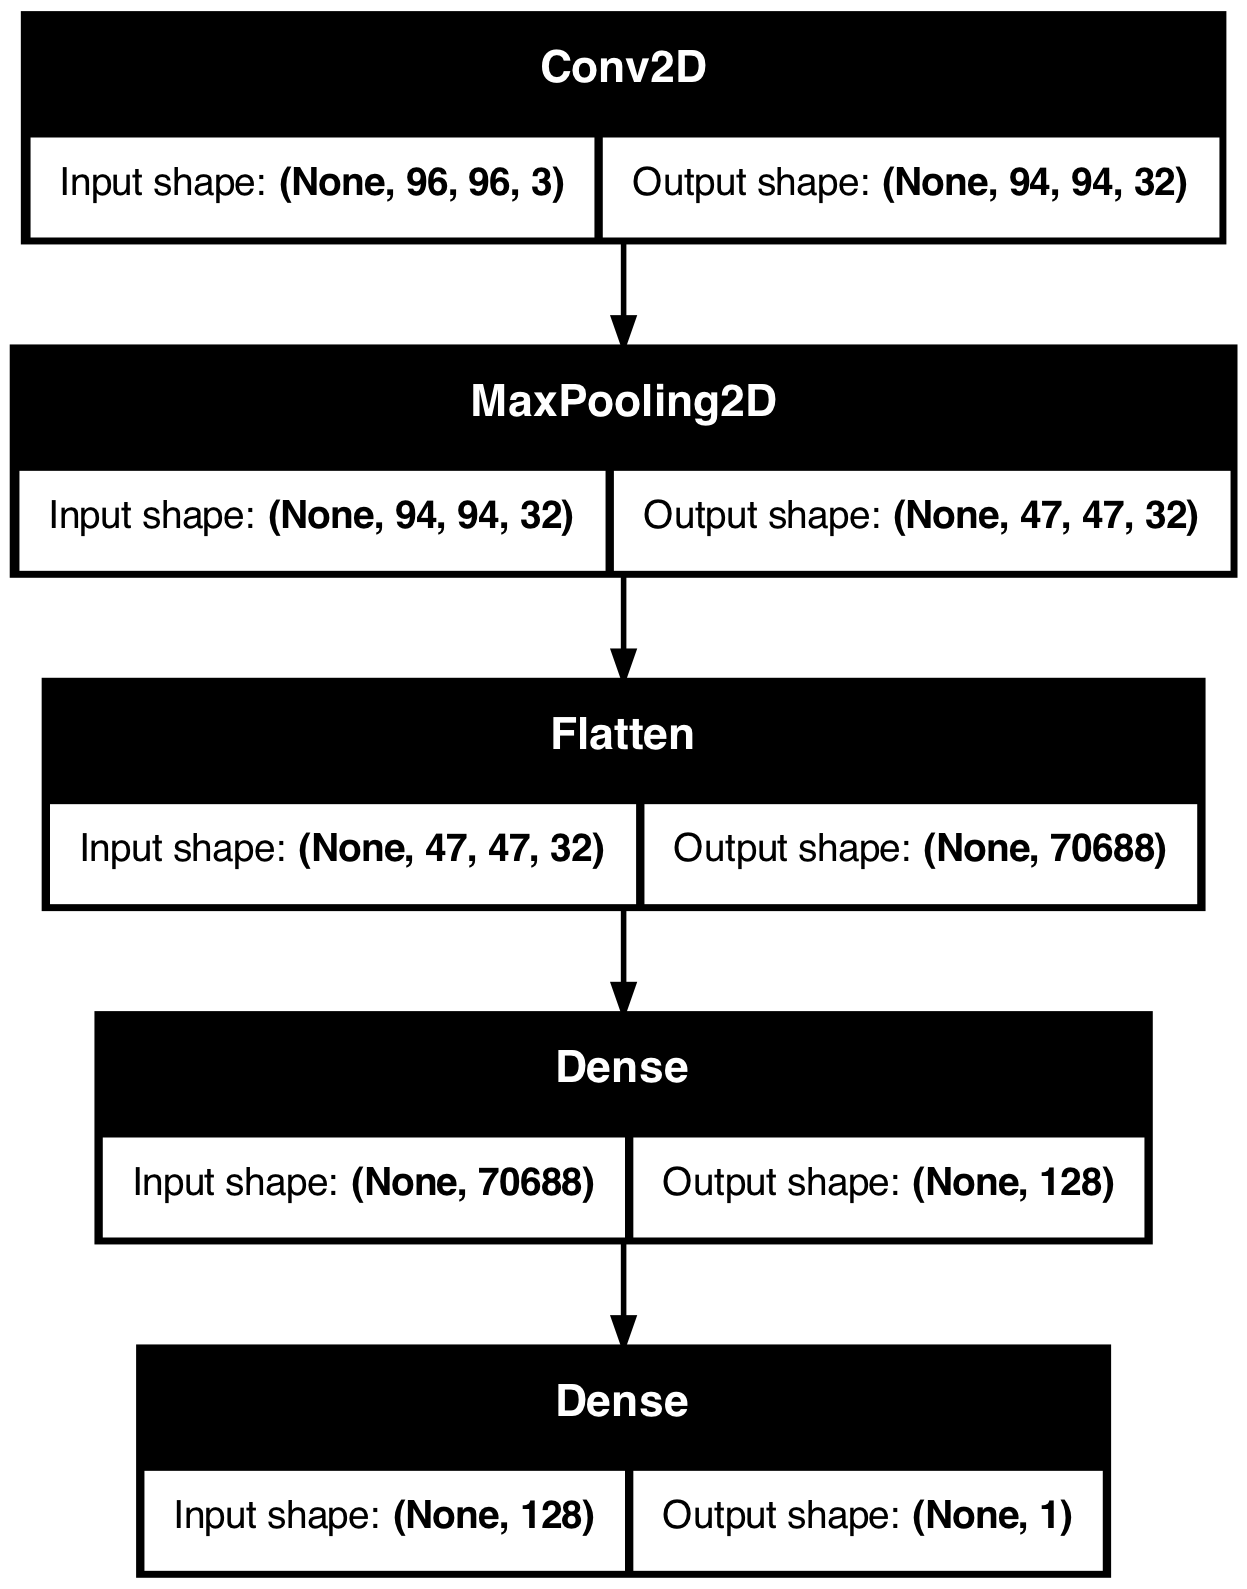 Conv2D
Input shape: (None, 96, 96, 3) Output shape: (None, 94, 94, 32)
MaxPooling2D
Input shape: (None, 94, 94, 32) Output shape: (None, 47, 47, 32)
Flatten
Input shape: (None, 47, 47, 32) Output shape: (None, 70688)
Dense
Input shape: (None, 70688) Output shape: (None, 128)
Dense
Input shape: (None, 128) Output shape: (None, 1)